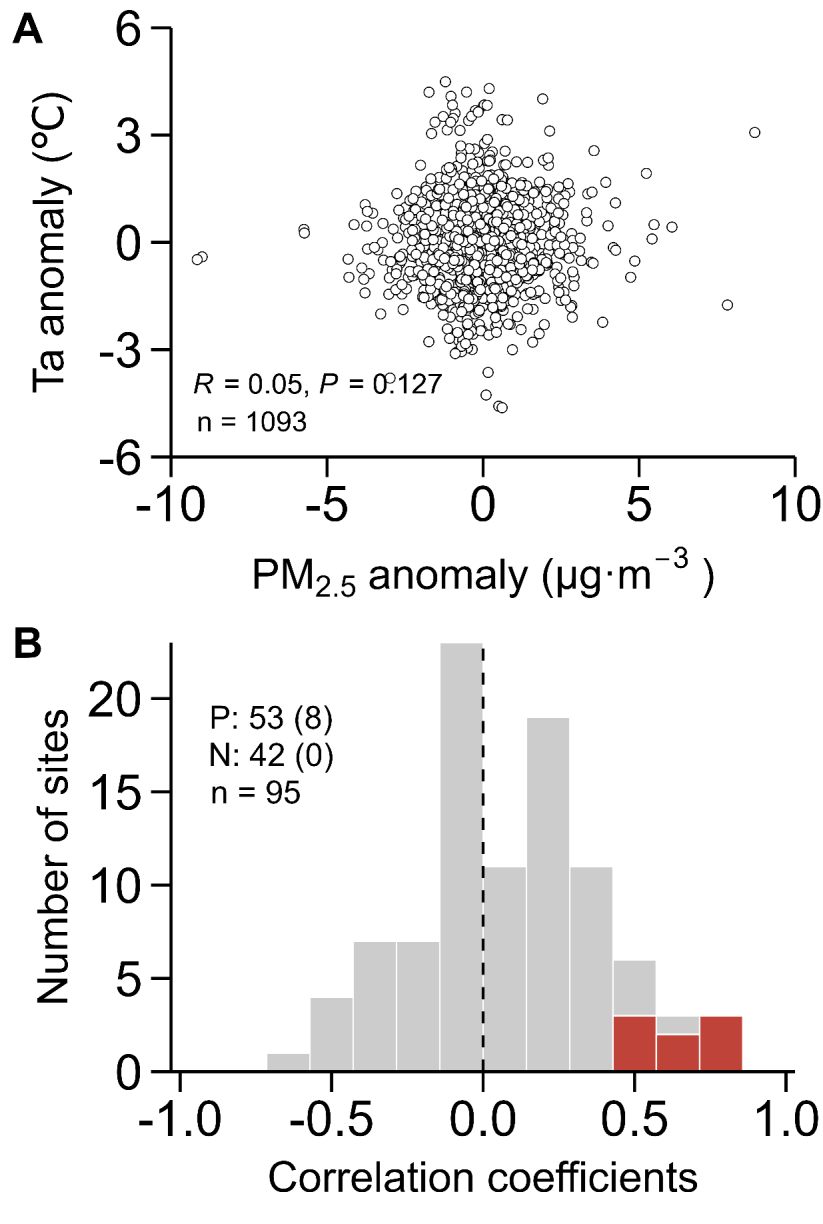 A
6
3
0
-3
-6
Ta anomaly (°C)
R = 0.05, P = 0.127
n = 1093
-10 -5 0 5 10
PM2.5 anomaly (μg·m−3 )
B
20
15
10
5
0
Number of sites
P: 53 (8)
N: 42 (0)
n = 95
-1.0 -0.5 0.0 0.5 1.0
Correlation coefficients